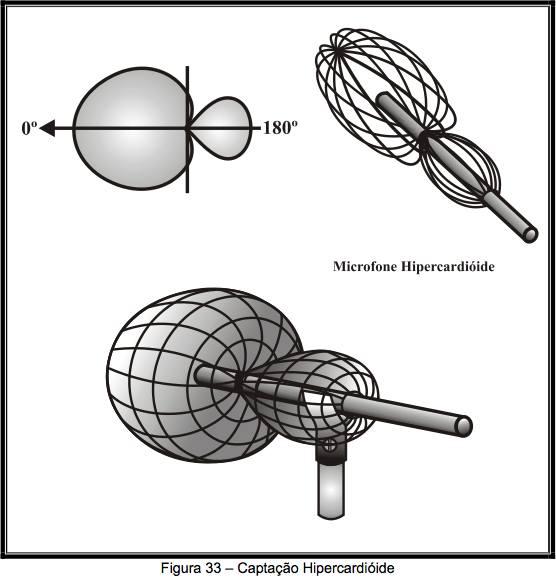 0º
180º
Microfone Hipercardióide
Figura 33 – Captação Hipercardióide